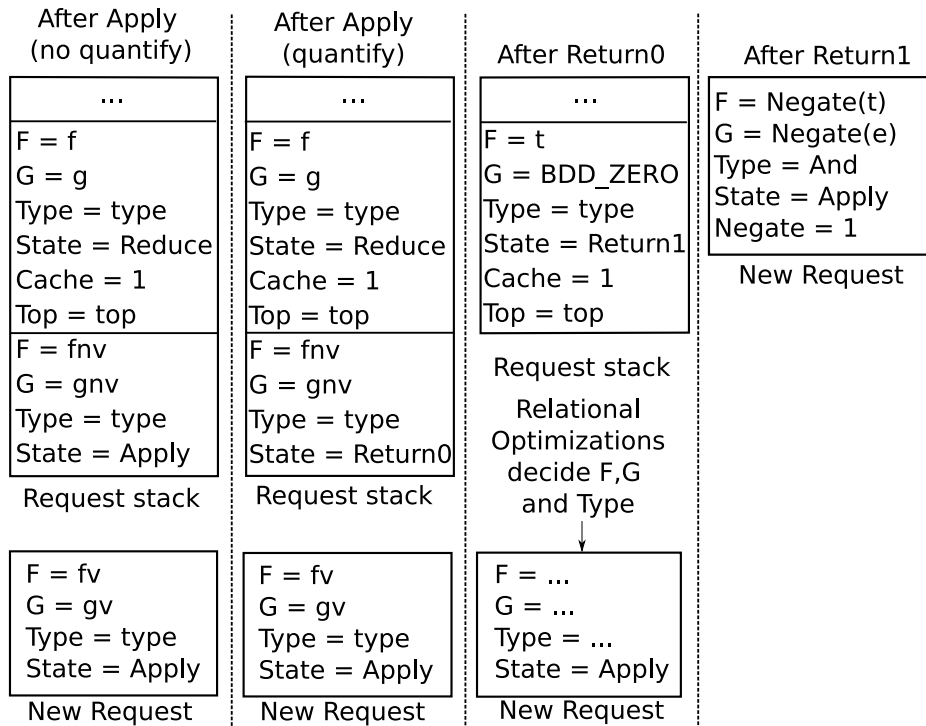 After Apply
(no quantify)
...
F = f
G = g
Type = type
State = Reduce
Cache = 1
Top = top
F = fnv
G = gnv
Type = type
State = Apply
Request stack
F = fv
G = gv
Type = type
State = Apply
New Request
After Apply
(quantify)
...
F = f
G = g
Type = type
State = Reduce
Cache = 1
Top = top
F = fnv
G = gnv
Type = type
State = Return0
Request stack
F = fv
G = gv
Type = type
State = Apply
New Request
After Return0
...
F = t
G = BDD_ZERO
Type = type
State = Return1
Cache = 1
Top = top
Request stack
Relational
Optimizations
decide F,G
and Type
F = ...
G = ...
Type = ...
State = Apply
New Request
After Return1
F = Negate(t)
G = Negate(e)
Type = And
State = Apply
Negate = 1
New Request